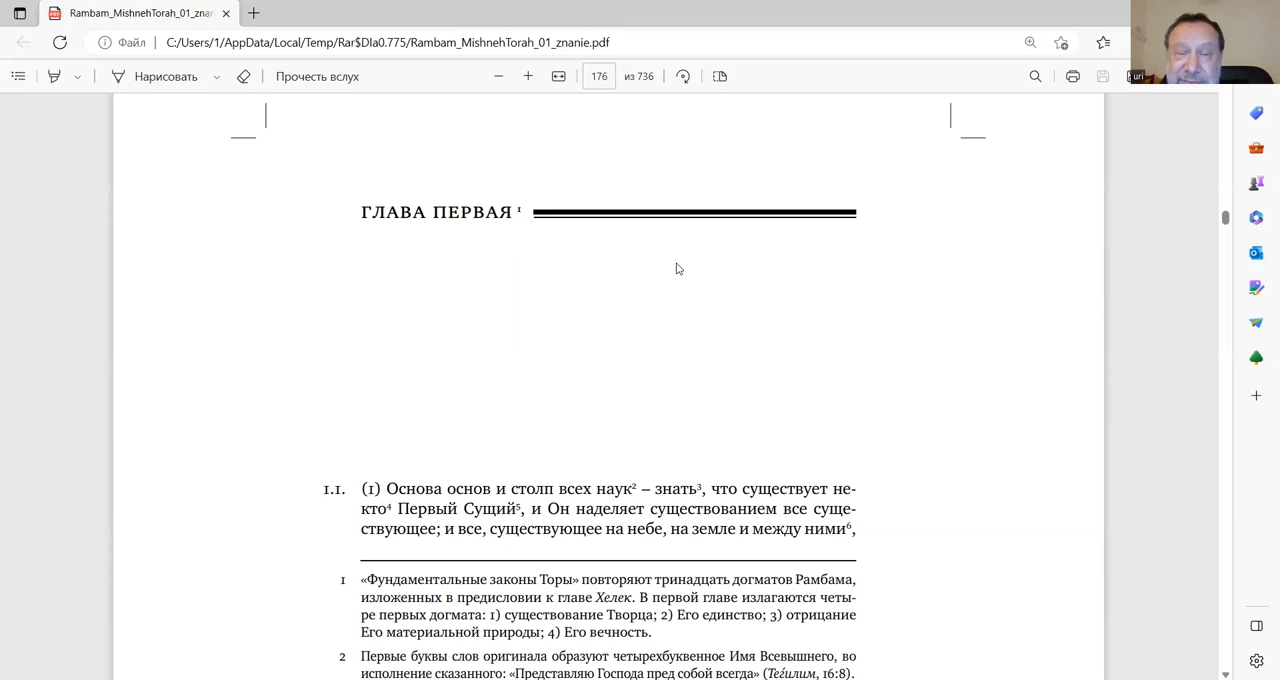 Rambam_MishnehTorah_01_znanie
Файл
C:/Users/1/AppData/Local/Temp/Rar$DIa0.775/Rambam_MishnehTorah_01_znanie.pdf
Нарисовать
Прочесть вслух
176 из 736
uri
ГЛАВА ПЕРВАЯ ¹
1.1. (1) Основа основ и столп всех наук² – знать³, что существует не-
кто⁴ Первый Сущий⁵, и Он наделяет существованием все суще-
ствующее; и все, существующее на небе, на земле и между ними⁶,
1 «Фундаментальные законы Торы» повторяют тринадцать догматов Рамбама,
изложенных в предисловии к главе Хелек. В первой главе излагаются четы-
ре первых догмата: 1) существование Творца; 2) Его единство; 3) отрицание
Его материальной природы; 4) Его вечность.
2 Первые буквы слов оригинала образуют четырехбуквенное Имя Всевышнего, во
исполнение сказанного: «Представляю Господа пред собой всегда» (Теѓилим, 16:8).